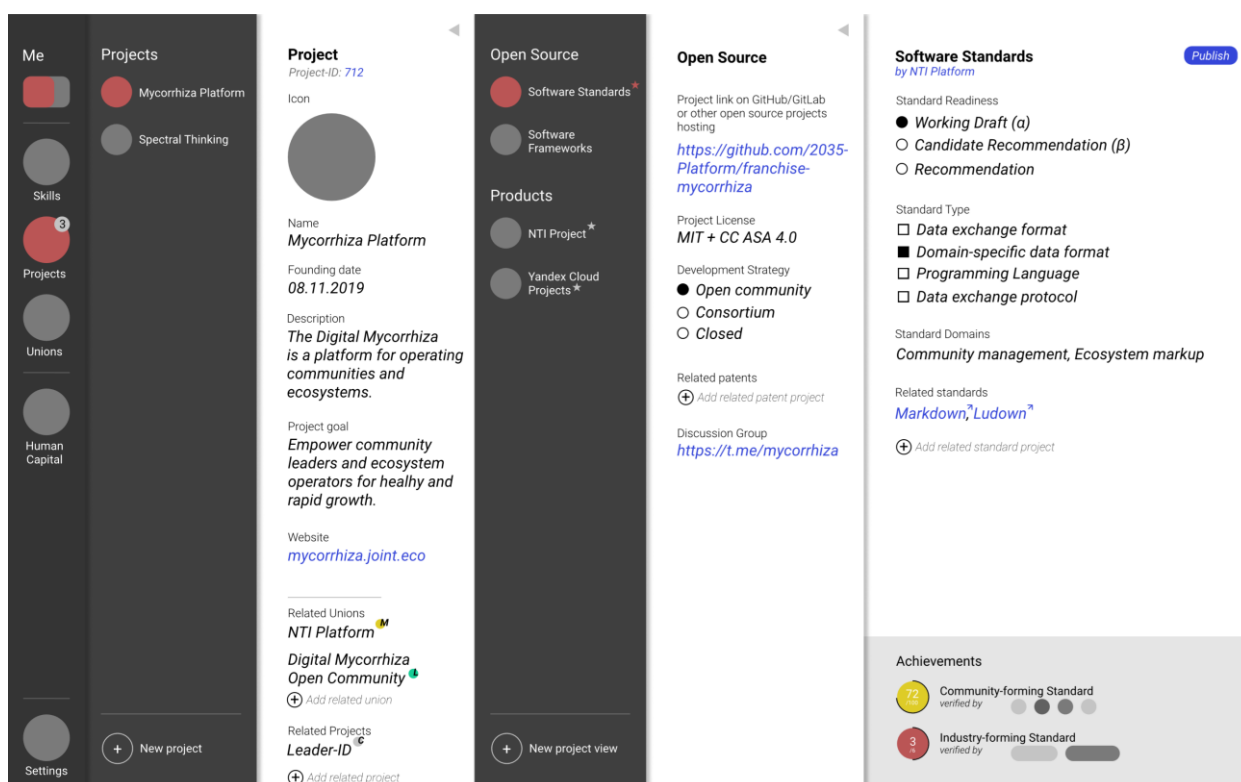 Me
Skills
3
Projects
Unions
Human
Capital
Settings
Projects
Mycorrhiza Platform
Spectral Thinking
+ New project
Project
Project-ID: 712
Icon
Name
Mycorrhiza Platform
Founding date
08.11.2019
Description
The Digital Mycorrhiza
is a platform for operating
communities and
ecosystems.
Project goal
Empower community
leaders and ecosystem
operators for healhy and
rapid growth.
Website
mycorrhiza.joint.eco
Related Unions
NTI Platform M
Digital Mycorrhiza
Open Community L
+ Add related union
Related Projects
Leader-ID C
+ Add related project
Open Source
Software Standards
Software
Frameworks
Products
NTI Project
Yandex Cloud
Projects
+ New project view
Open Source
Project link on GitHub/GitLab
or other open source projects
hosting
https://github.com/2035-
Platform/franchise-
mycorrhiza
Project License
MIT + CC ASA 4.0
Development Strategy
Open community
Consortium
Closed
Related patents
+ Add related patent project
Discussion Group
https://t.me/mycorrhiza
Software Standards
Publish
by NTI Platform
Standard Readiness
Working Draft (α)
Candidate Recommendation (β)
Recommendation
Standard Type
Data exchange format
Domain-specific data format
Programming Language
Data exchange protocol
Standard Domains
Community management, Ecosystem markup
Related standards
Markdown, Ludown
+ Add related standard project
Achievements
72
Community-forming Standard
verified by
3
Industry-forming Standard
verified by